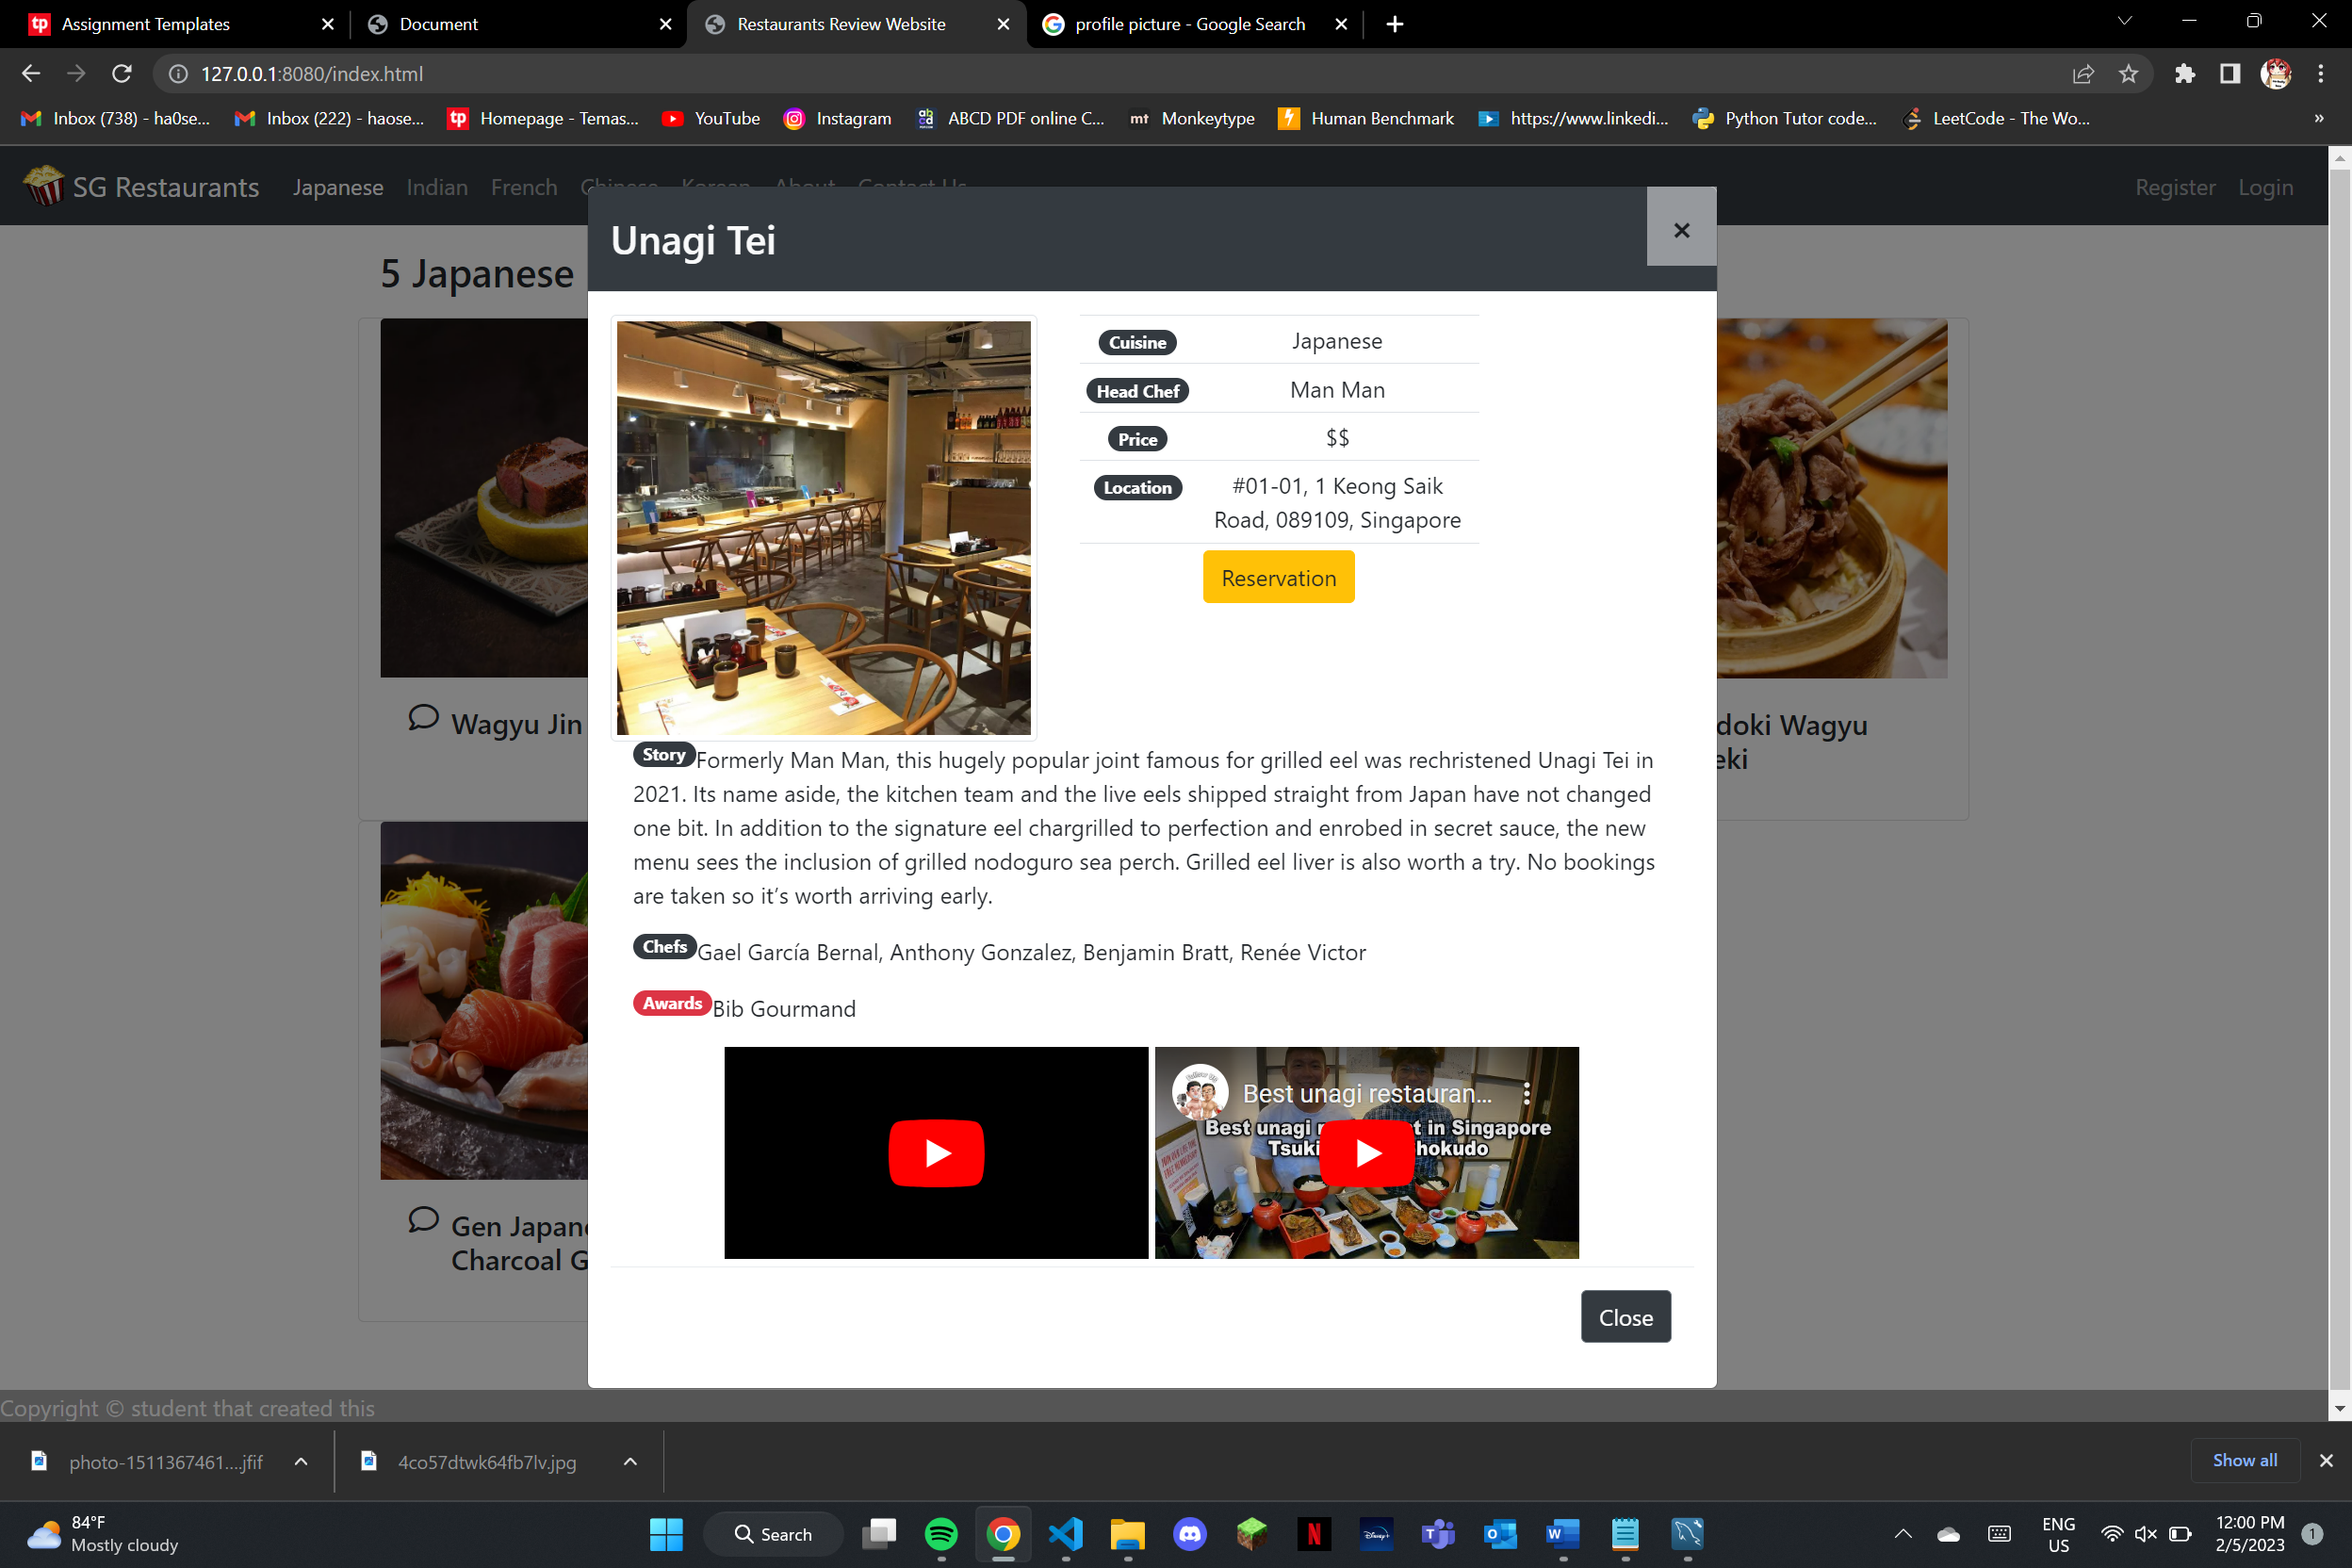 tp Assignment Templates
Document
Restaurants Review Website
profile picture - Google Search
127.0.0.1:8080/index.html
Inbox (738) - ha0se...
Inbox (222) - haose...
tp Homepage - Temas...
YouTube
Instagram
ABCD PDF online C...
mt Monkeytype
Human Benchmark
https://www.linkedi...
Python Tutor code...
LeetCode - The Wo...
»
SG Restaurants
Japanese
Indian
French
Chinese
Korean
About
Contact Us
Register
Login
5 Japanese
Unagi Tei
×
Cuisine Japanese
Head Chef Man Man
Price $$
Location #01-01, 1 Keong Saik
Road, 089109, Singapore
Reservation
Wagyu Jin
doki Wagyu
eki
Story Formerly Man Man, this hugely popular joint famous for grilled eel was rechristened Unagi Tei in
2021. Its name aside, the kitchen team and the live eels shipped straight from Japan have not changed
one bit. In addition to the signature eel chargrilled to perfection and enrobed in secret sauce, the new
menu sees the inclusion of grilled nodoguro sea perch. Grilled eel liver is also worth a try. No bookings
are taken so it’s worth arriving early.
Chefs Gael García Bernal, Anthony Gonzalez, Benjamin Bratt, Renée Victor
Awards Bib Gourmand
Best unagi restauran...
Best unagi r t in Singapore
Tsuki hokudo
Gen Japan
Charcoal G
Close
Copyright © student that created this
photo-1511367461....jfif
4co57dtwk64fb7lv.jpg
Show all
84°F
Mostly cloudy
Search
ENG
US
12:00 PM
2/5/2023
1